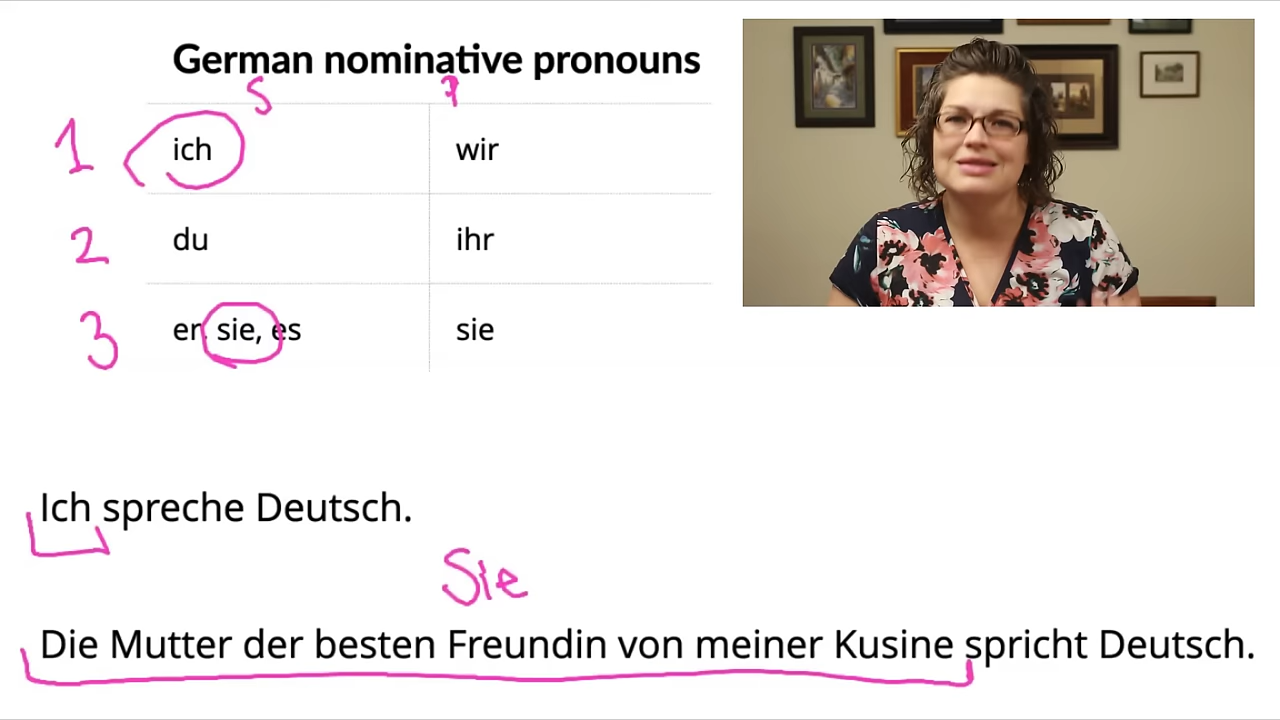 German nominative pronouns
S P
1 ich wir
2 du ihr
3 er, sie, es sie
Ich spreche Deutsch.
Sie
Die Mutter der besten Freundin von meiner Kusine spricht Deutsch.